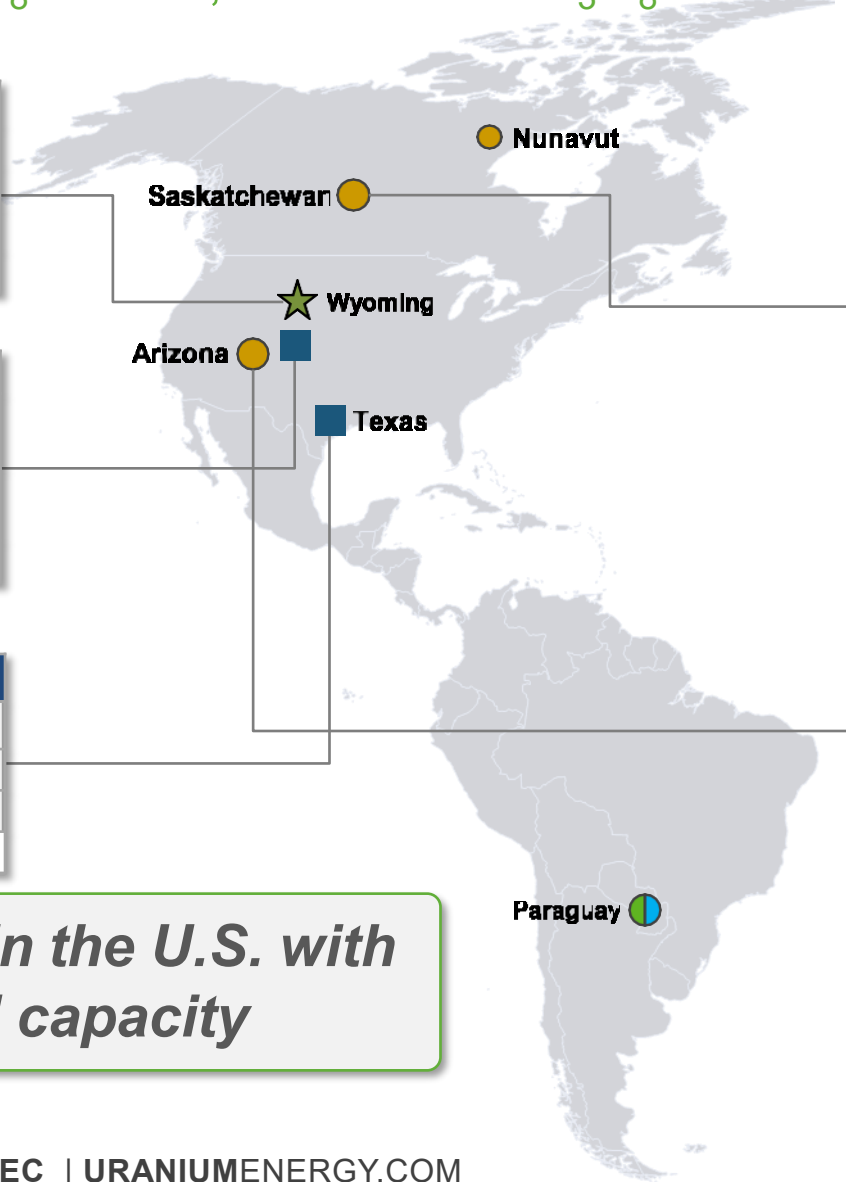 Nunavut
Saskatchewan
Wyoming
Arizona
Texas
Paraguay
in the U.S. with
capacity
EC | URANIUMENERGY.COM